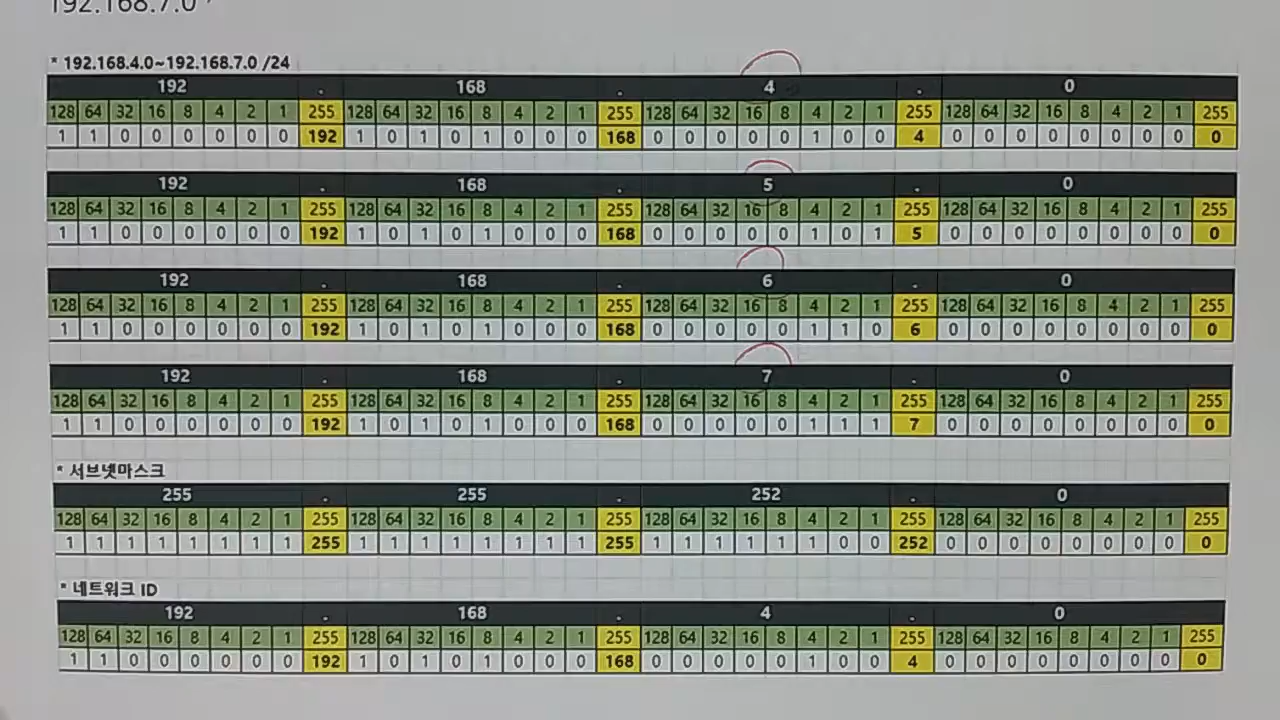 192.168.7.0
* 192.168.4.0~192.168.7.0 /24
192 . 168 . 4 . 0
128 64 32 16 8 4 2 1 255 128 64 32 16 8 4 2 1 255 128 64 32 16 8 4 2 1 255 128 64 32 16 8 4 2 1 255
1 1 0 0 0 0 0 0 192 1 0 1 0 1 0 0 0 168 0 0 0 0 0 1 0 0 4 0 0 0 0 0 0 0 0 0
192 . 168 . 5 . 0
128 64 32 16 8 4 2 1 255 128 64 32 16 8 4 2 1 255 128 64 32 16 8 4 2 1 255 128 64 32 16 8 4 2 1 255
1 1 0 0 0 0 0 0 192 1 0 1 0 1 0 0 0 168 0 0 0 0 0 1 0 1 5 0 0 0 0 0 0 0 0 0
192 . 168 . 6 . 0
128 64 32 16 8 4 2 1 255 128 64 32 16 8 4 2 1 255 128 64 32 16 8 4 2 1 255 128 64 32 16 8 4 2 1 255
1 1 0 0 0 0 0 0 192 1 0 1 0 1 0 0 0 168 0 0 0 0 0 1 1 0 6 0 0 0 0 0 0 0 0 0
192 . 168 . 7 . 0
128 64 32 16 8 4 2 1 255 128 64 32 16 8 4 2 1 255 128 64 32 16 8 4 2 1 255 128 64 32 16 8 4 2 1 255
1 1 0 0 0 0 0 0 192 1 0 1 0 1 0 0 0 168 0 0 0 0 0 1 1 1 7 0 0 0 0 0 0 0 0 0
* 서브넷마스크
255 . 255 . 252 . 0
128 64 32 16 8 4 2 1 255 128 64 32 16 8 4 2 1 255 128 64 32 16 8 4 2 1 255 128 64 32 16 8 4 2 1 255
1 1 1 1 1 1 1 1 255 1 1 1 1 1 1 1 1 255 1 1 1 1 1 1 0 0 252 0 0 0 0 0 0 0 0 0
* 네트워크 ID
192 . 168 . 4 . 0
128 64 32 16 8 4 2 1 255 128 64 32 16 8 4 2 1 255 128 64 32 16 8 4 2 1 255 128 64 32 16 8 4 2 1 255
1 1 0 0 0 0 0 0 192 1 0 1 0 1 0 0 0 168 0 0 0 0 0 1 0 0 4 0 0 0 0 0 0 0 0 0